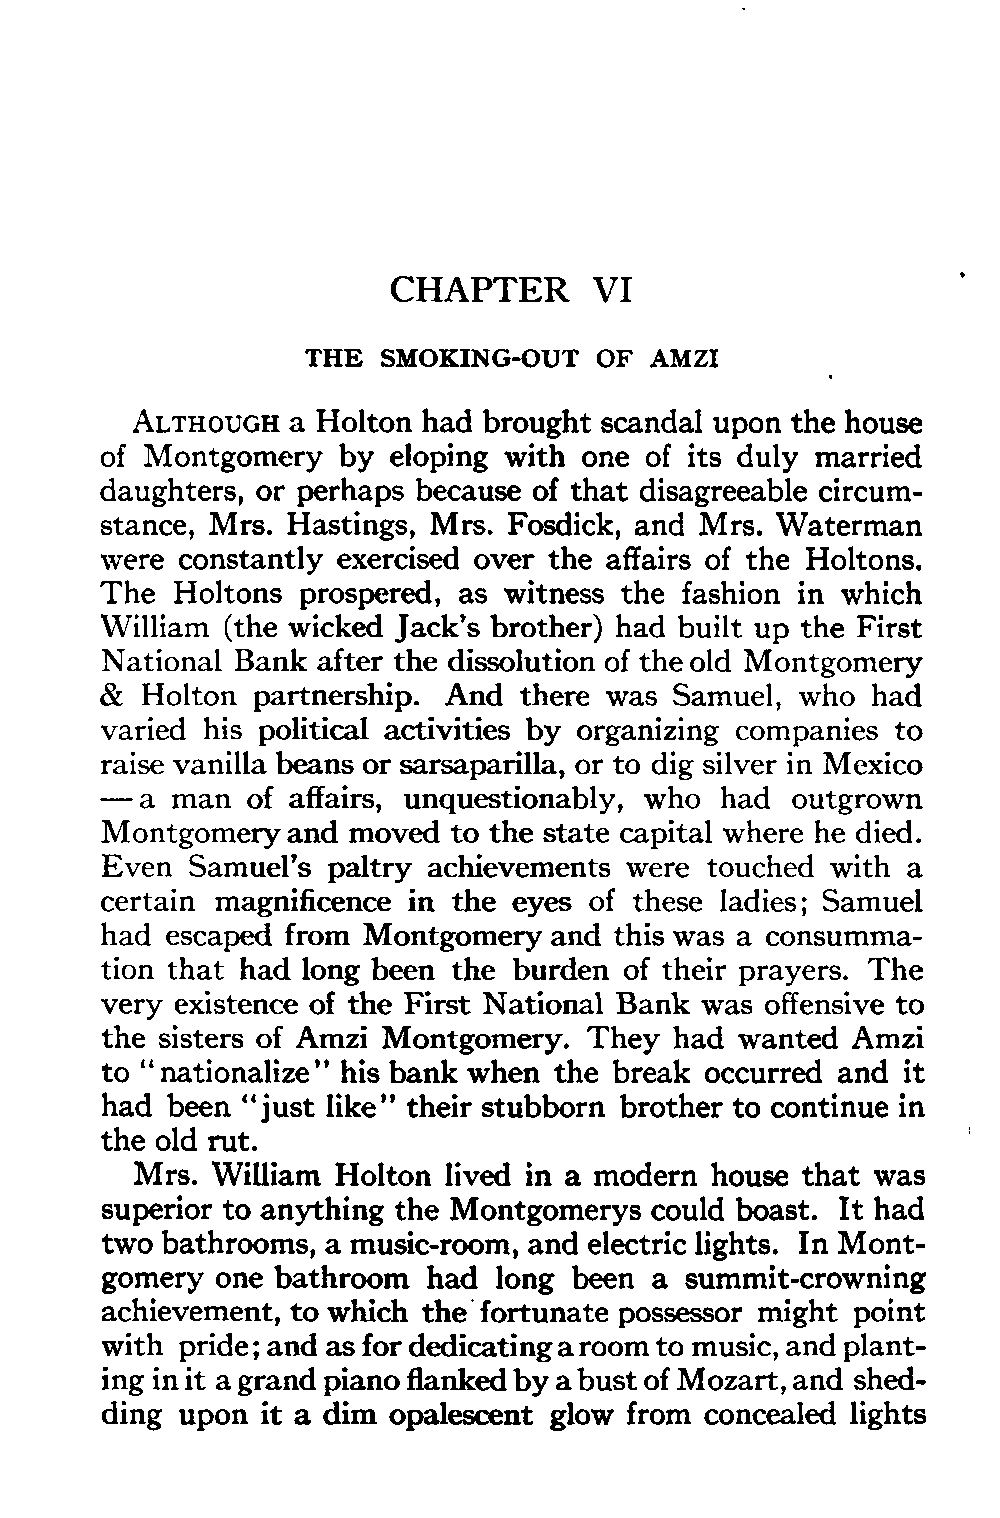 CHAPTER VI
THE SMOKING-OUT OF AMZI
ALTHOUGH a Holton had brought scandal upon the house
of Montgomery by eloping with one of its duly married
daughters, or perhaps because of that disagreeable circum-
stance, Mrs. Hastings, Mrs. Fosdick, and Mrs. Waterman
were constantly exercised over the affairs of the Holtons.
The Holtons prospered, as witness the fashion in which
William (the wicked Jack's brother) had built up the First
National Bank after the dissolution of the old Montgomery
& Holton partnership. And there was Samuel, who had
varied his political activities by organizing companies to
raise vanilla beans or sarsaparilla, or to dig silver in Mexico
— a man of affairs, unquestionably, who had outgrown
Montgomery and moved to the state capital where he died.
Even Samuel's paltry achievements were touched with a
certain magnificence in the eyes of these ladies; Samuel
had escaped from Montgomery and this was a consumma-
tion that had long been the burden of their prayers. The
very existence of the First National Bank was offensive to
the sisters of Amzi Montgomery. They had wanted Amzi
to "nationalize" his bank when the break occurred and it
had been "just like" their stubborn brother to continue in
the old rut.
Mrs. William Holton lived in a modern house that was
superior to anything the Montgomerys could boast. It had
two bathrooms, a music-room, and electric lights. In Mont-
gomery one bathroom had long been a summit-crowning
achievement, to which the fortunate possessor might point
with pride; and as for dedicating a room to music, and plant-
ing in it a grand piano flanked by a bust of Mozart, and shed-
ding upon it a dim opalescent glow from concealed lights